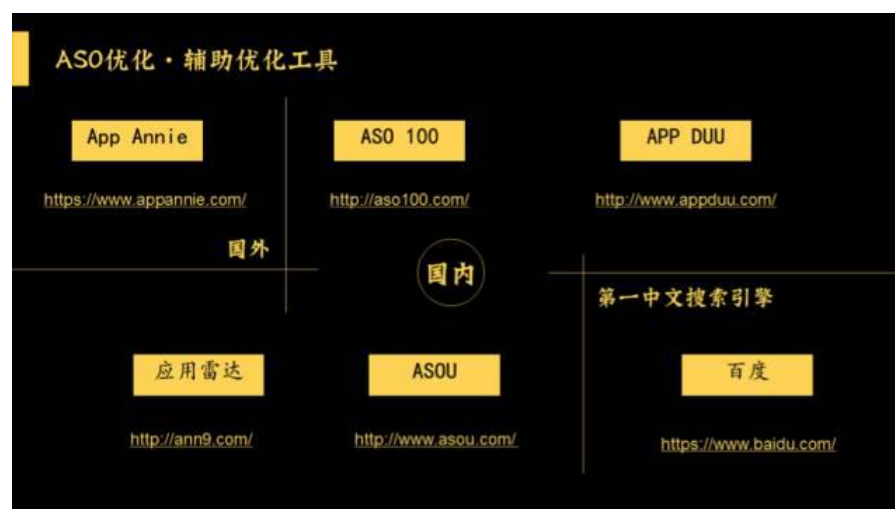 ASO优化·辅助优化工具
App Annie
ASO 100
APP DUU
https://www.appannie.com/
http://aso100.com/
http://www.appduu.com/
国外
国内
第一中文搜索引擎
应用雷达
ASOU
百度
http://ann9.com/
http://www.asou.com/
https://www.baidu.com/